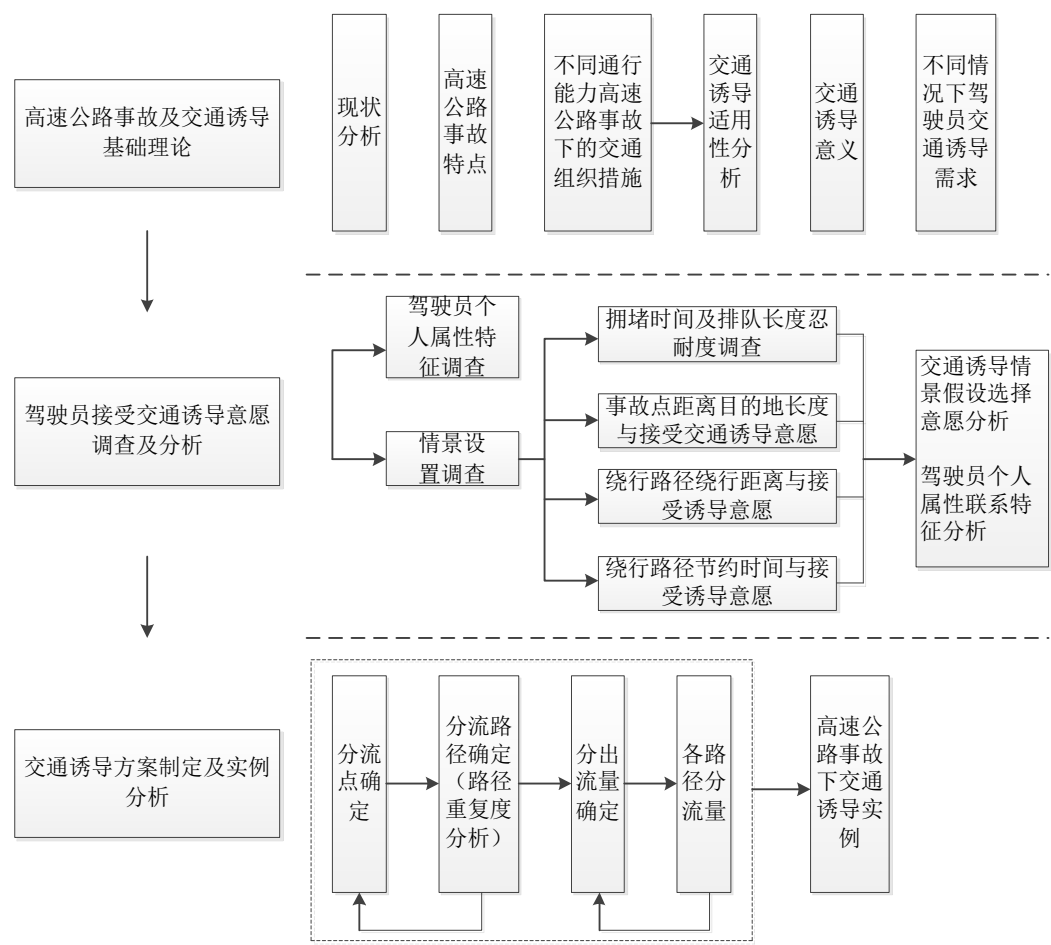 高速公路事故及交通诱导
基础理论
现状
分析
高速
公路
事故
特点
不同通行
能力高速
公路事故
下的交通
组织措施
交通
诱导
适用
性分
析
交通
诱导
意义
不同情
况下驾
驶员交
通诱导
需求
驾驶员接受交通诱导意愿
调查及分析
驾驶员个
人属性特
征调查
情景设
置调查
拥堵时间及排队长度忍
耐度调查
事故点距离目的地长度
与接受交通诱导意愿
绕行路径绕行距离与接
受诱导意愿
绕行路径节约时间与接
受诱导意愿
交通诱导情
景假设选择
意愿分析
驾驶员个人
属性联系特
征分析
交通诱导方案制定及实例
分析
分流
点确
定
分流路
径确定
（路径
重复度
分析）
分出
流量
确定
各路
径分
流量
高速公
路事故
下交通
诱导实
例